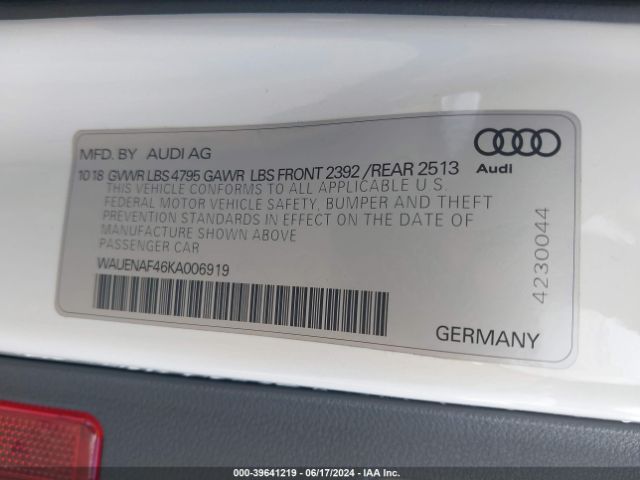 MFD. BY AUDI AG
10 18 GVWR LBS 4795 GAWR LBS FRONT 2392 /REAR 2513
THIS VEHICLE CONFORMS TO ALL APPLICABLE U.S.
FEDERAL MOTOR VEHICLE SAFETY, BUMPER AND THEFT
PREVENTION STANDARDS IN EFFECT ON THE DATE OF
MANUFACTURE SHOWN ABOVE
PASSENGER CAR
WAUENAF46KA006919
Audi
4230044
GERMANY
000-39641219 - 06/17/2024 - IAA Inc.